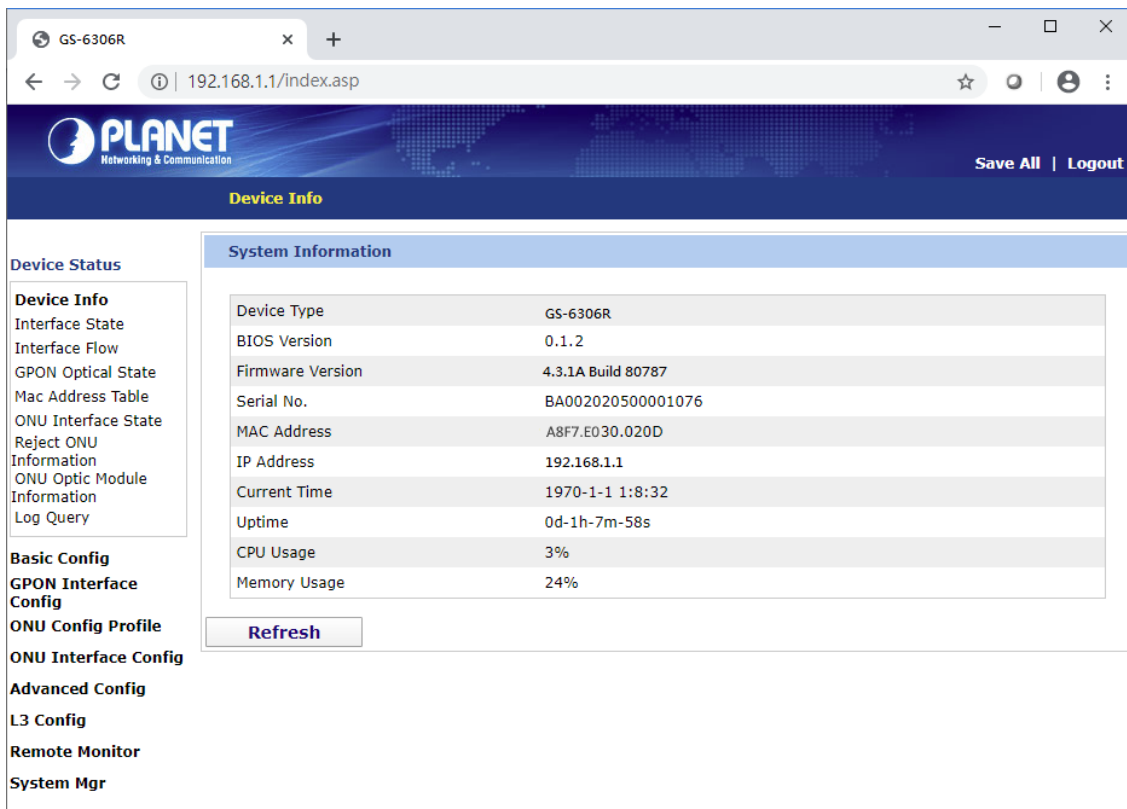 GS-6306R
192.168.1.1/index.asp
PLANET
Networking & Communication
Save All | Logout
Device Info
Device Status
Device Info
Interface State
Interface Flow
GPON Optical State
Mac Address Table
ONU Interface State
Reject ONU
Information
ONU Optic Module
Information
Log Query
Basic Config
GPON Interface
Config
ONU Config Profile
ONU Interface Config
Advanced Config
L3 Config
Remote Monitor
System Mgr
System Information
Device Type GS-6306R
BIOS Version 0.1.2
Firmware Version 4.3.1A Build 80787
Serial No. BA002020500001076
MAC Address A8F7.E030.020D
IP Address 192.168.1.1
Current Time 1970-1-1 1:8:32
Uptime 0d-1h-7m-58s
CPU Usage 3%
Memory Usage 24%
Refresh